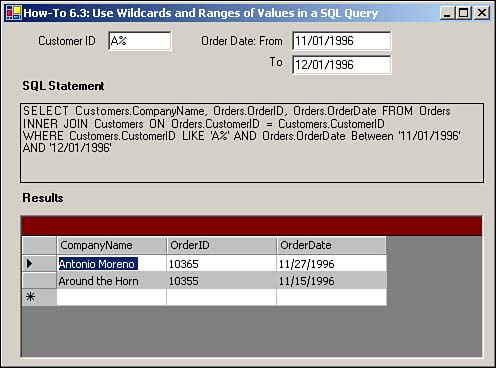 How-To 6.3: Use Wildcards and Ranges of Values in a SQL Query
Customer ID A% Order Date: From 11/01/1996
To 12/01/1996
SQL Statement
SELECT Customers.CompanyName, Orders.OrderID, Orders.OrderDate FROM Orders
INNER JOIN Customers ON Orders.CustomerID = Customers.CustomerID
WHERE Customers.CustomerID LIKE 'A%' AND Orders.OrderDate Between '11/01/1996'
AND '12/01/1996'
Results
CompanyName OrderID OrderDate
Antonio Moreno 10365 11/27/1996
Around the Horn 10355 11/15/1996